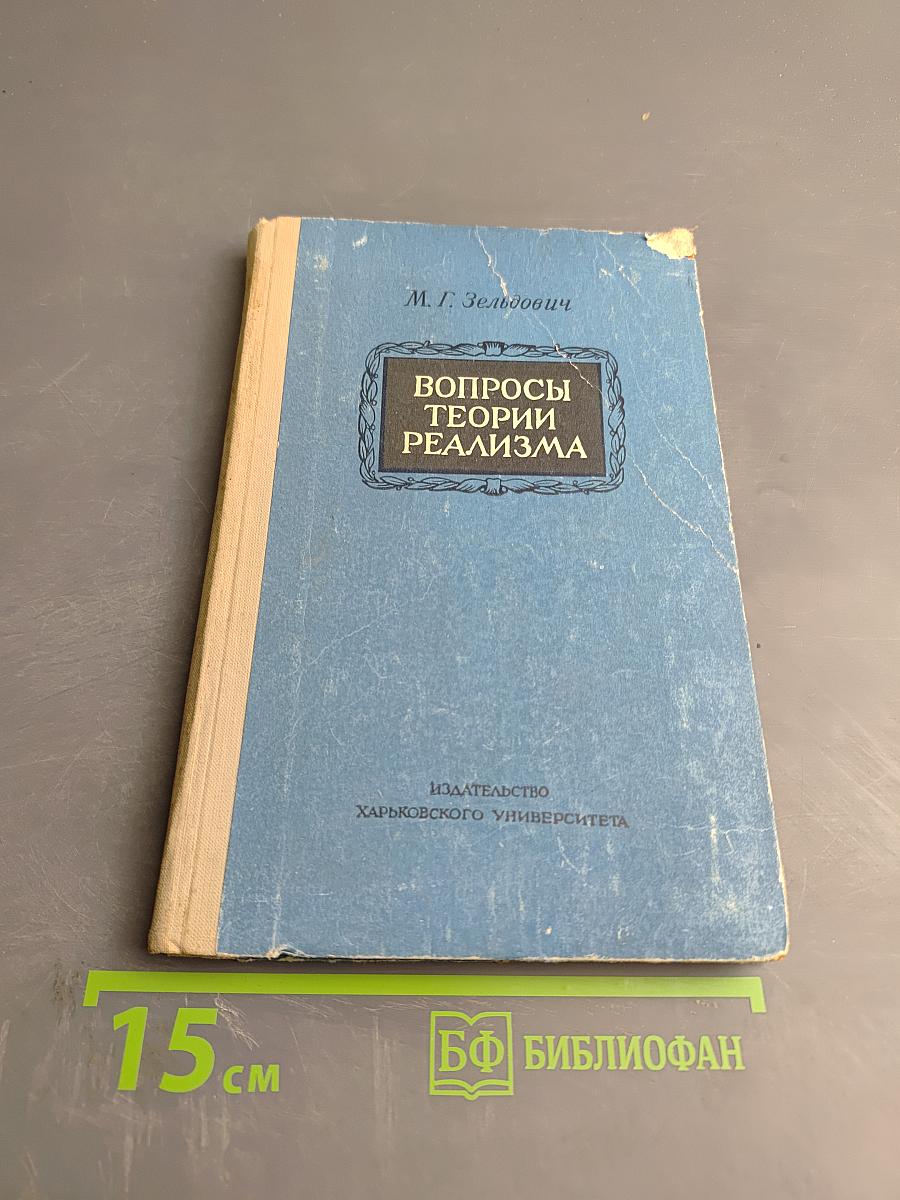 М. Г. Зельдович
ВОПРОСЫ
ТЕОРИИ
РЕАЛИЗМА
ИЗДАТЕЛЬСТВО
ХАРЬКОВСКОГО УНИВЕРСИТЕТА
15 см
БФ БИБЛИОФАН